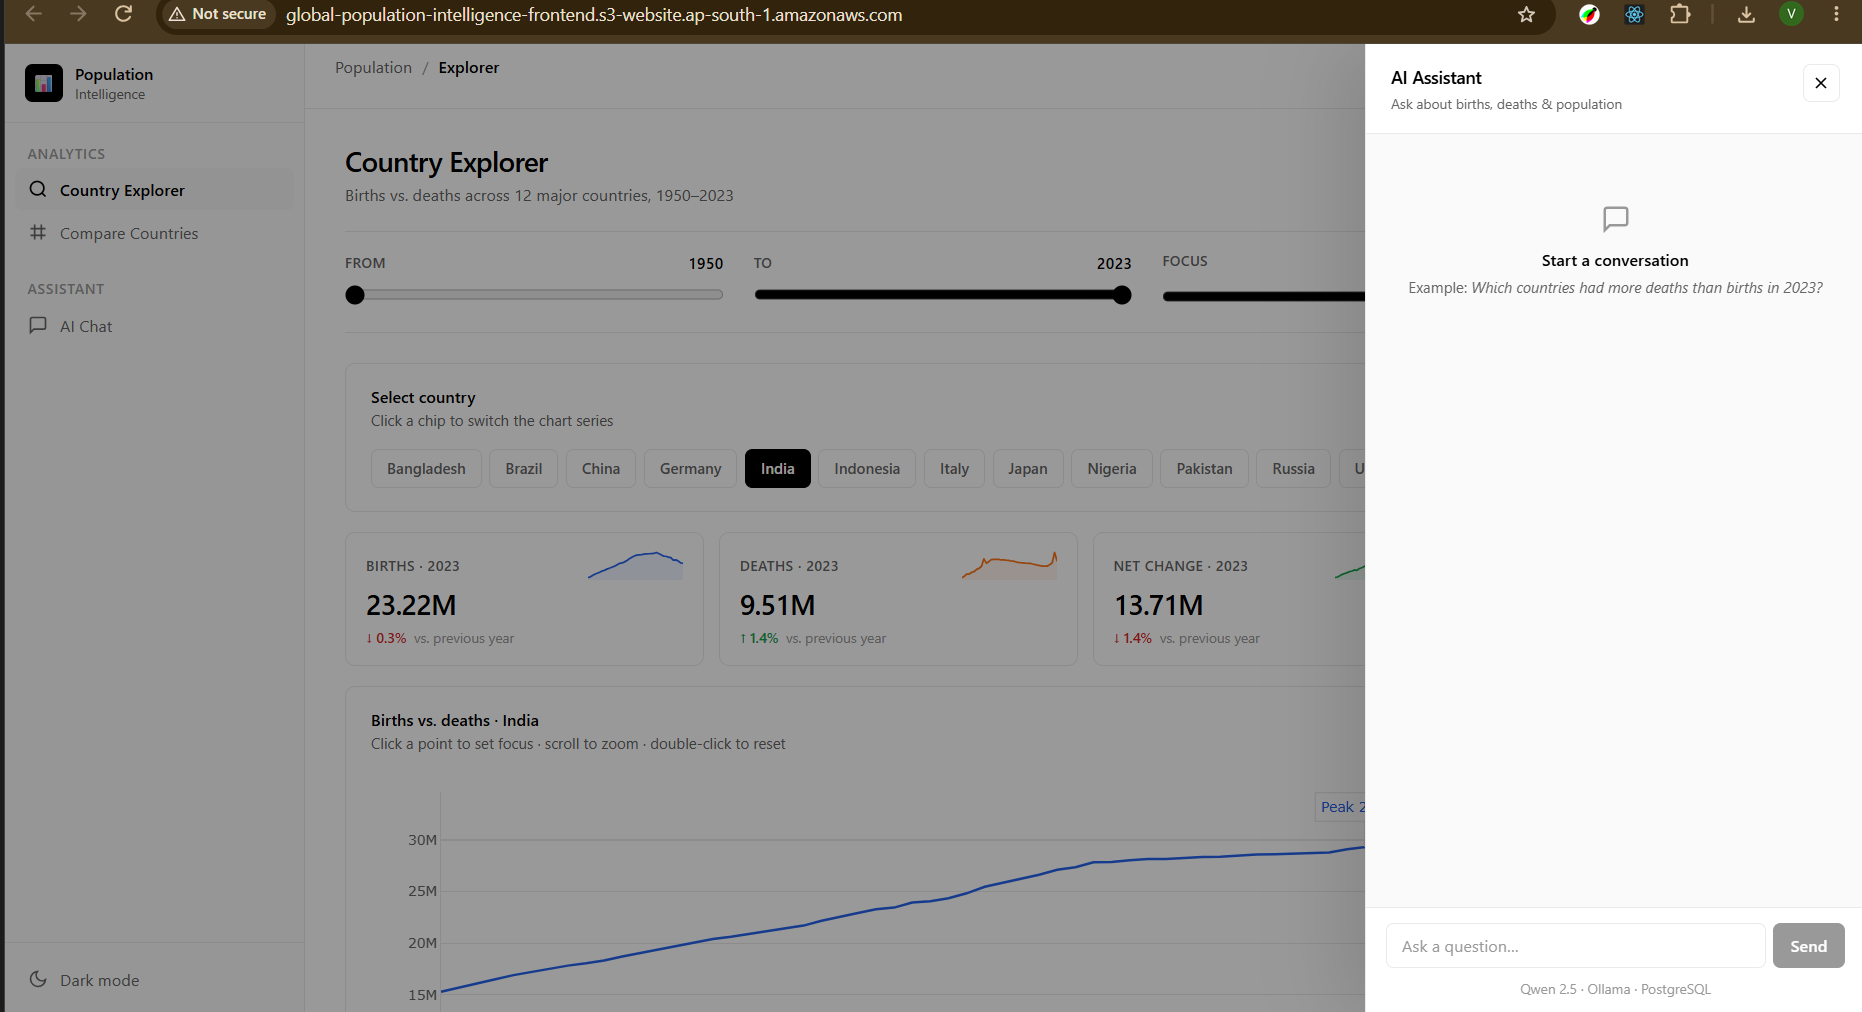 Not secure
global-population-intelligence-frontend.s3-website.ap-south-1.amazonaws.com
V
Population
Intelligence
ANALYTICS
Country Explorer
Compare Countries
ASSISTANT
AI Chat
Dark mode
Population / Explorer
Country Explorer
Births vs. deaths across 12 major countries, 1950–2023
FROM 1950
TO 2023
FOCUS
Select country
Click a chip to switch the chart series
Bangladesh Brazil China Germany India Indonesia Italy Japan Nigeria Pakistan Russia U
BIRTHS · 2023
23.22M
↓ 0.3% vs. previous year
DEATHS · 2023
9.51M
↑ 1.4% vs. previous year
NET CHANGE · 2023
13.71M
↓ 1.4% vs. previous year
Births vs. deaths · India
Click a point to set focus · scroll to zoom · double-click to reset
Peak 2
30M
25M
20M
15M
AI Assistant
Ask about births, deaths & population
Start a conversation
Example: Which countries had more deaths than births in 2023?
Ask a question...
Send
Qwen 2.5 · Ollama · PostgreSQL